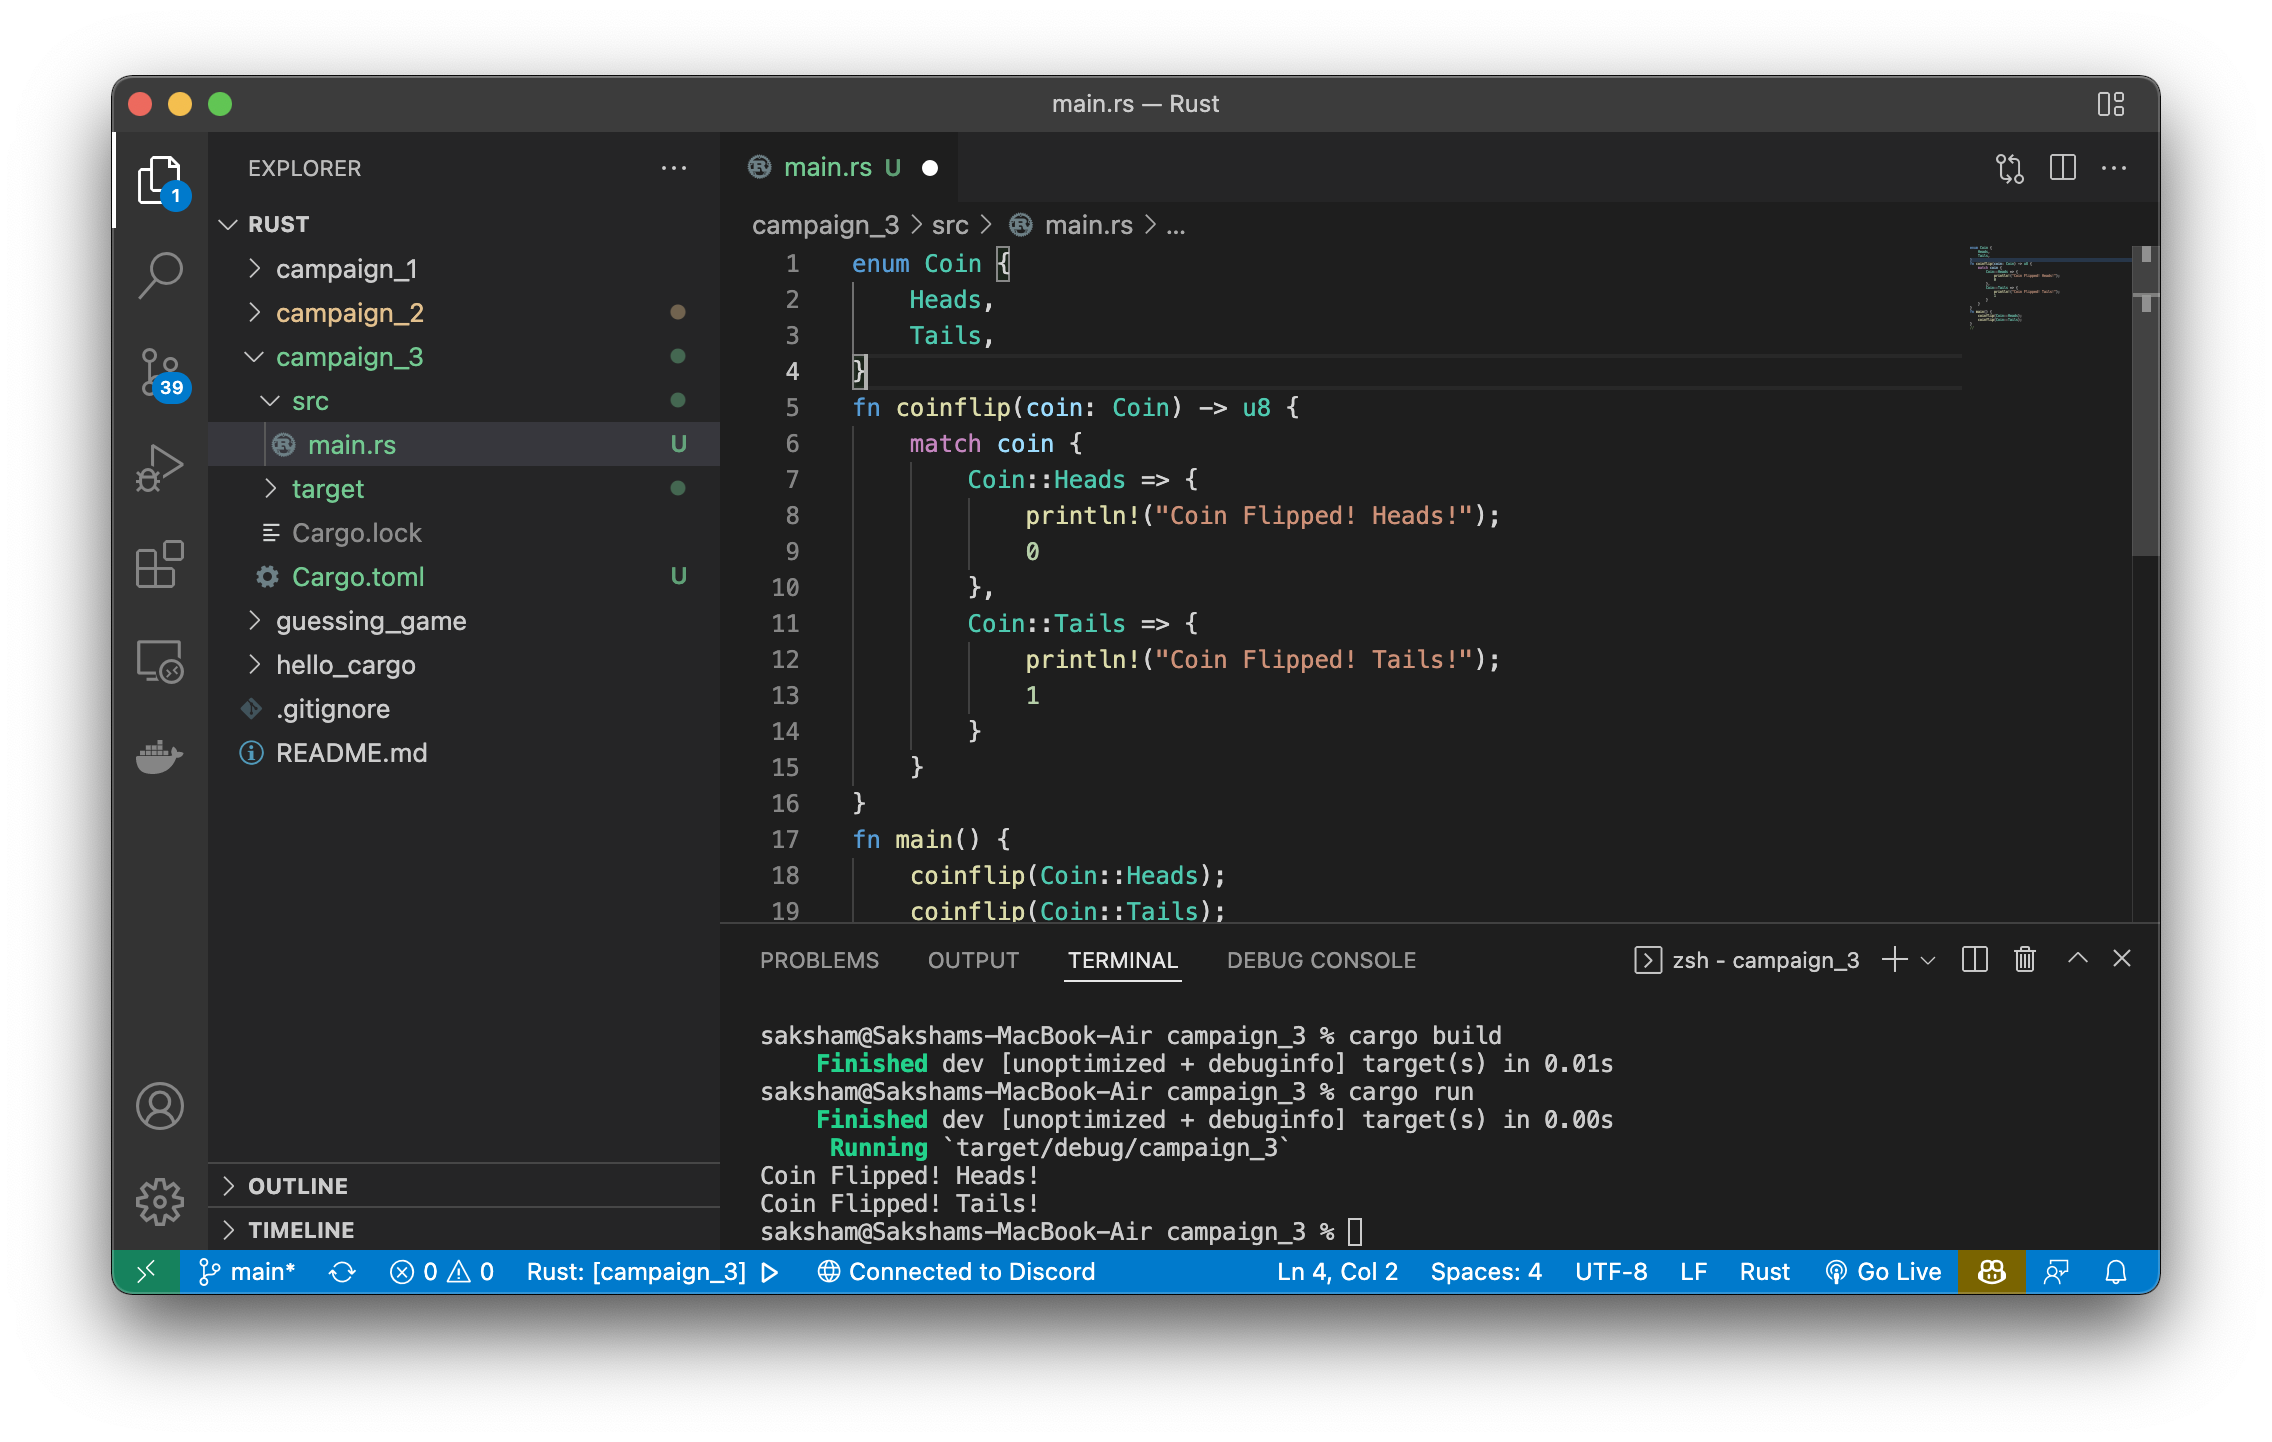 main.rs — Rust
EXPLORER
RUST
campaign_1
campaign_2
campaign_3
src
main.rs U
target
Cargo.lock
Cargo.toml U
guessing_game
hello_cargo
.gitignore
README.md
OUTLINE
TIMELINE
1
39
main.rs U
campaign_3 > src > main.rs > ...
1 enum Coin {
2     Heads,
3     Tails,
4 }
5 fn coinflip(coin: Coin) -> u8 {
6     match coin {
7         Coin::Heads => {
8             println!("Coin Flipped! Heads!");
9             0
10         },
11         Coin::Tails => {
12             println!("Coin Flipped! Tails!");
13             1
14         }
15     }
16 }
17 fn main() {
18     coinflip(Coin::Heads);
19     coinflip(Coin::Tails);
PROBLEMS OUTPUT TERMINAL DEBUG CONSOLE zsh - campaign_3
saksham@Sakshams-MacBook-Air campaign_3 % cargo build
    Finished dev [unoptimized + debuginfo] target(s) in 0.01s
saksham@Sakshams-MacBook-Air campaign_3 % cargo run
    Finished dev [unoptimized + debuginfo] target(s) in 0.00s
     Running `target/debug/campaign_3`
Coin Flipped! Heads!
Coin Flipped! Tails!
saksham@Sakshams-MacBook-Air campaign_3 %
main* 0 0 Rust: [campaign_3] Connected to Discord Ln 4, Col 2 Spaces: 4 UTF-8 LF Rust Go Live